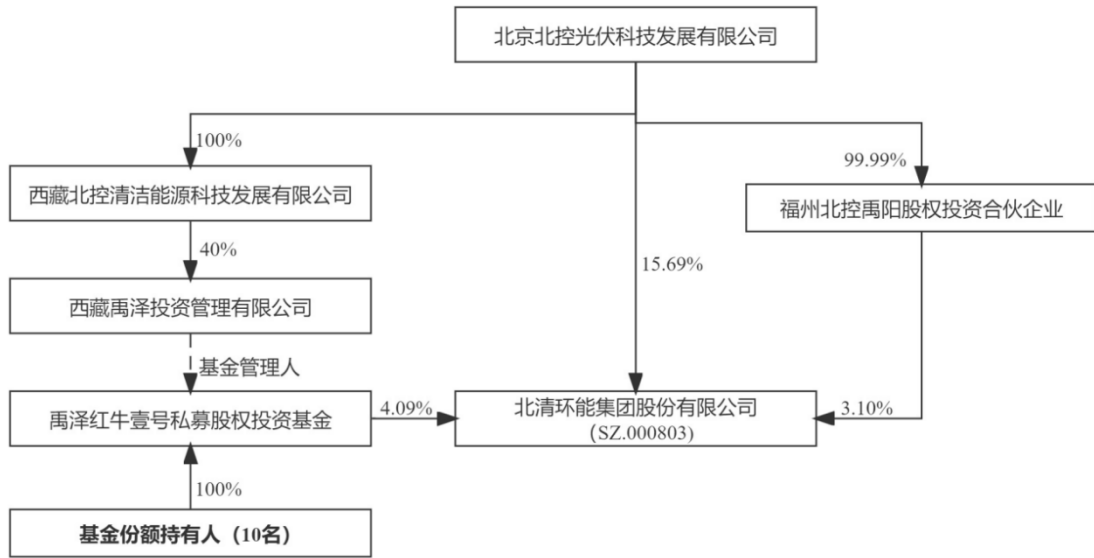 北京北控光伏科技发展有限公司
100%
99.99%
西藏北控清洁能源科技发展有限公司
福州北控禹阳股权投资合伙企业
40%
15.69%
西藏禹泽投资管理有限公司
基金管理人
禹泽红牛壹号私募股权投资基金
4.09%
北清环能集团股份有限公司
（SZ.000803）
3.10%
100%
基金份额持有人（10名）